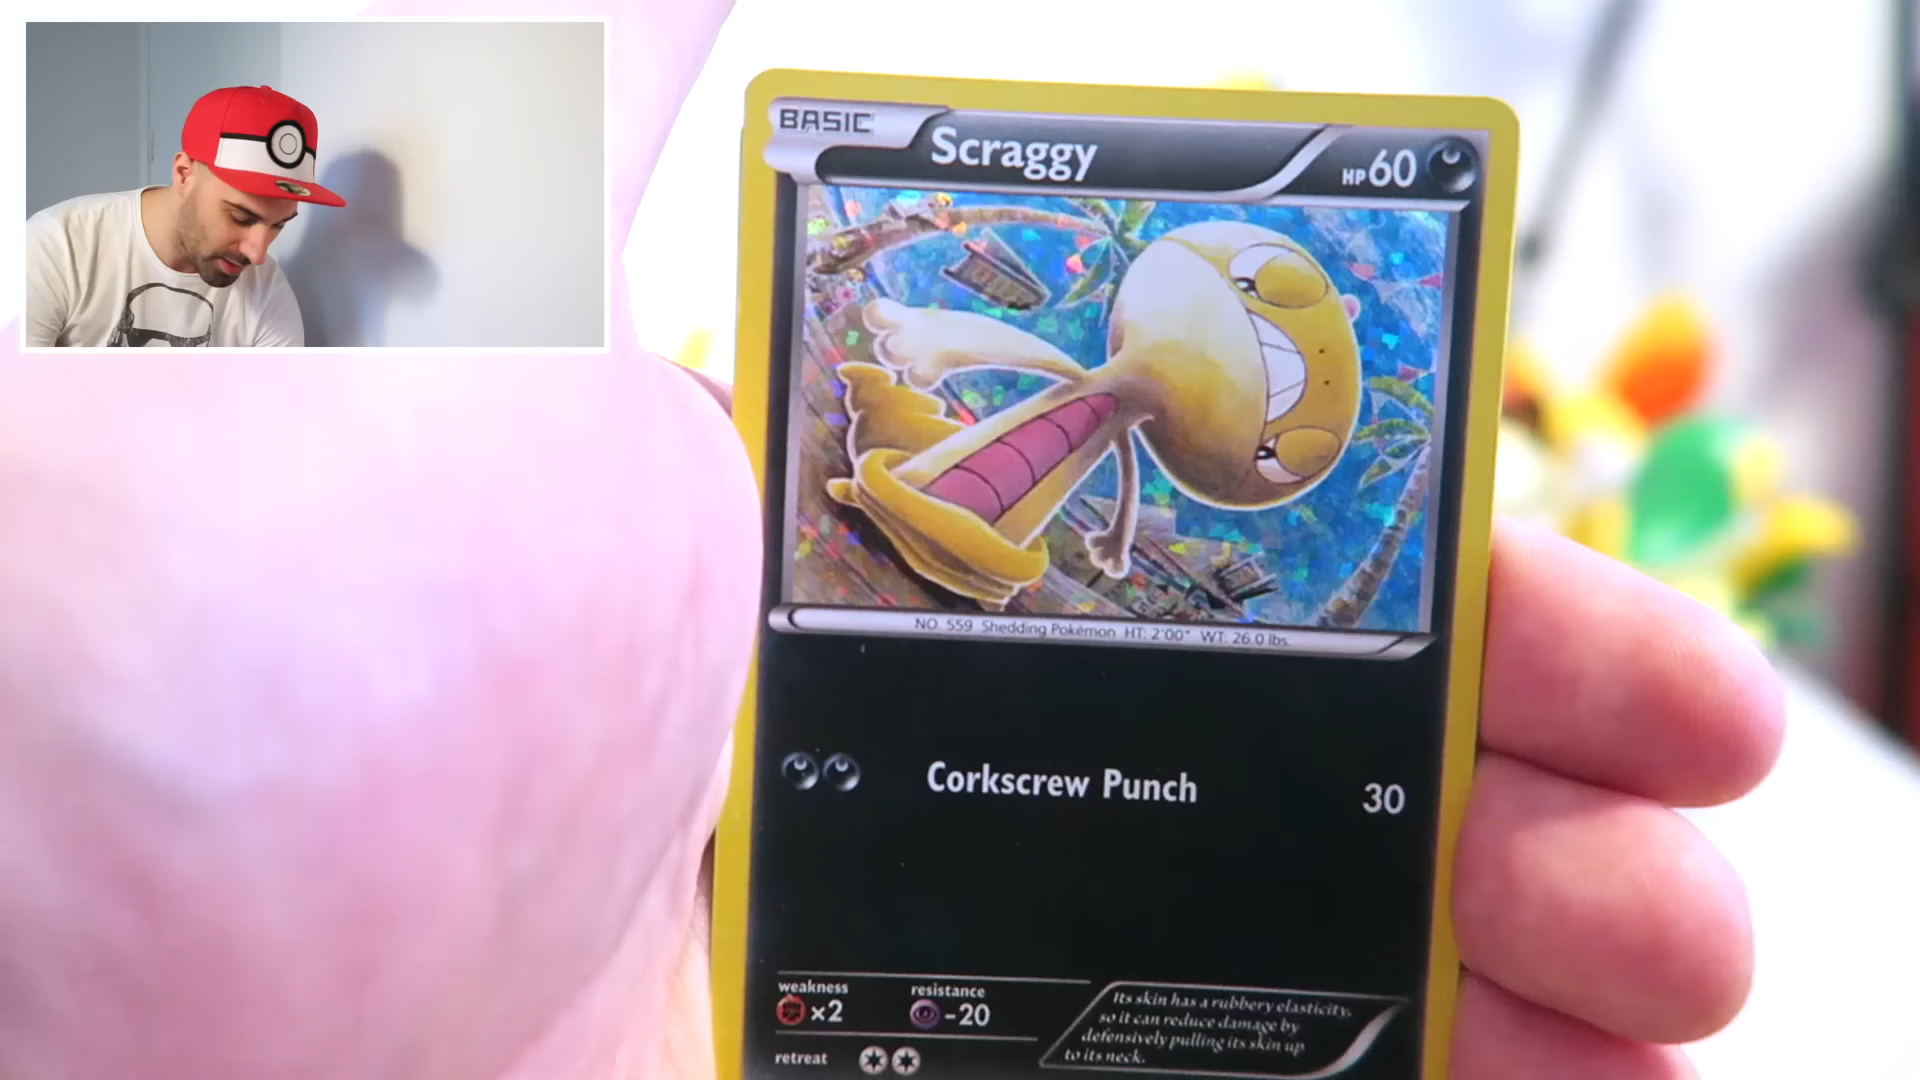 BASIC
Scraggy
HP 60
NO. 559 Shedding Pokémon HT: 2'00" WT: 26.0 lbs.
Corkscrew Punch 30
weakness
×2
resistance
-20
retreat
Its skin has a rubbery elasticity,
so it can reduce damage by
defensively pulling its skin up
to its neck.